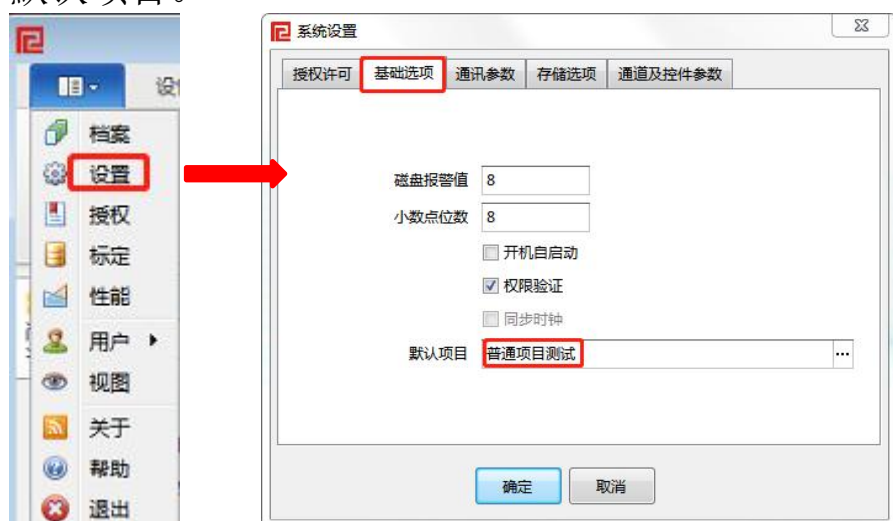 默认项目。
设
档案
设置
授权
标定
性能
用户
视图
关于
帮助
退出
系统设置
授权许可 基础选项 通讯参数 存储选项 通道及控件参数
磁盘报警值 8
小数点位数 8
开机自启动
权限验证
同步时钟
默认项目 普通项目测试 ...
确定 取消